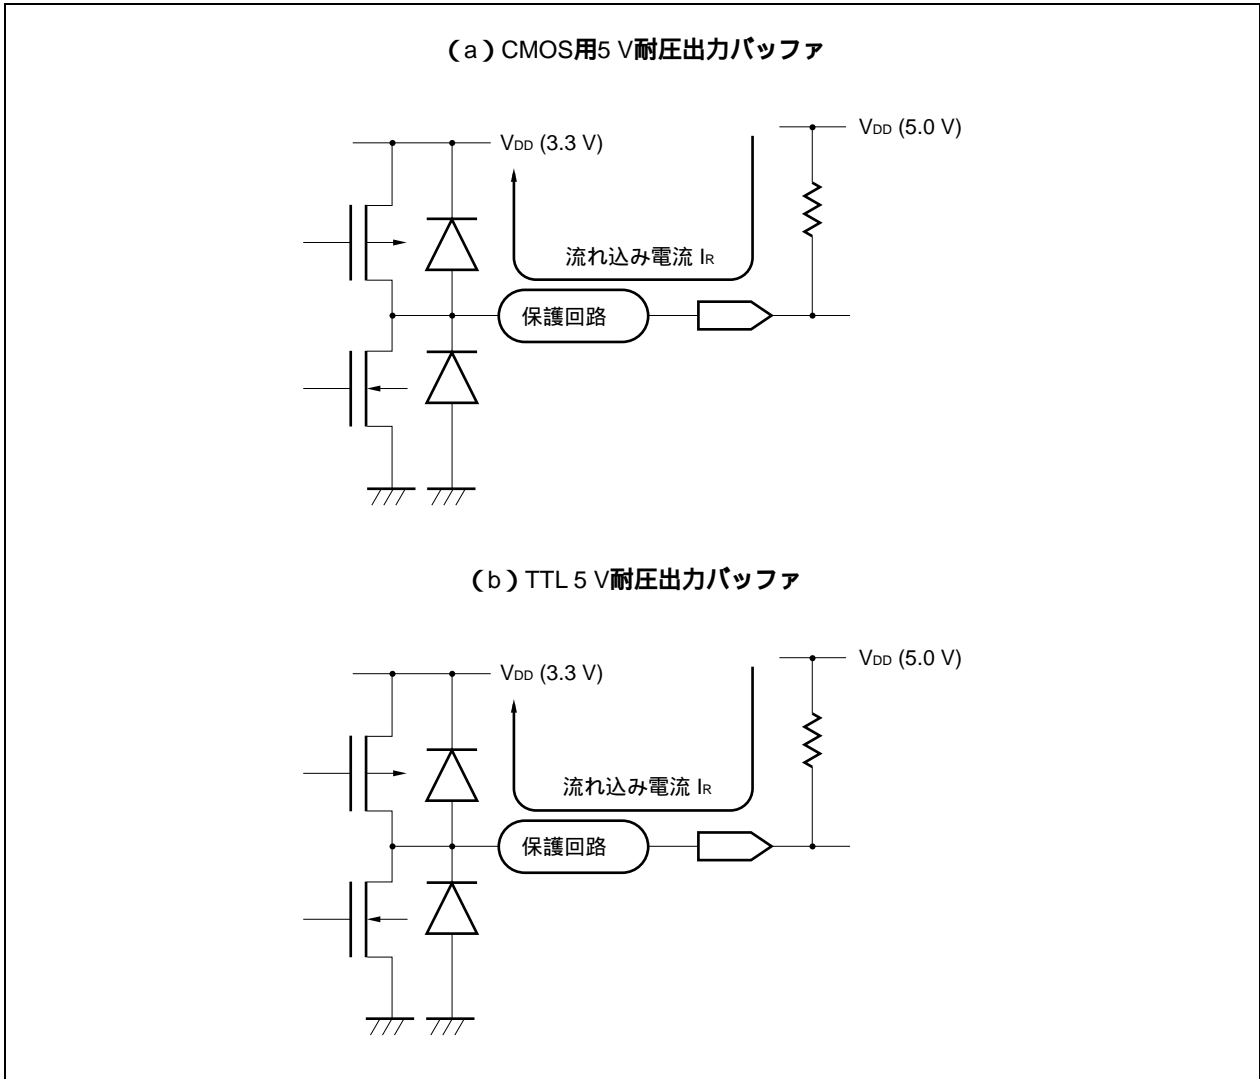 （a）CMOS用5 V耐圧出力バッファ
VDD (3.3 V)
VDD (5.0 V)
流れ込み電流 IR
保護回路
（b）TTL 5 V耐圧出力バッファ
VDD (3.3 V)
VDD (5.0 V)
流れ込み電流 IR
保護回路